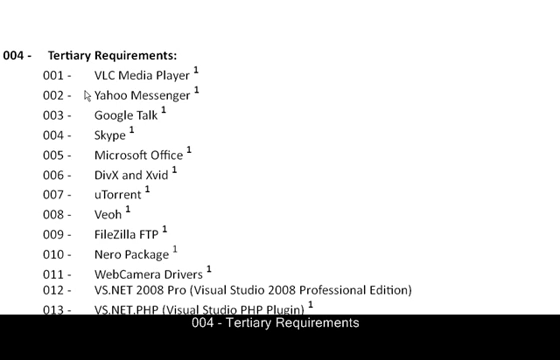 004 - Tertiary Requirements:
001 - VLC Media Player 1
002 - Yahoo Messenger 1
003 - Google Talk 1
004 - Skype 1
005 - Microsoft Office 1
006 - DivX and Xvid 1
007 - uTorrent 1
008 - Veoh 1
009 - FileZilla FTP 1
010 - Nero Package 1
011 - WebCamera Drivers 1
012 - VS.NET 2008 Pro (Visual Studio 2008 Professional Edition)
013 - VS.NET.PHP (Visual Studio PHP Plugin) 1
004 - Tertiary Requirements